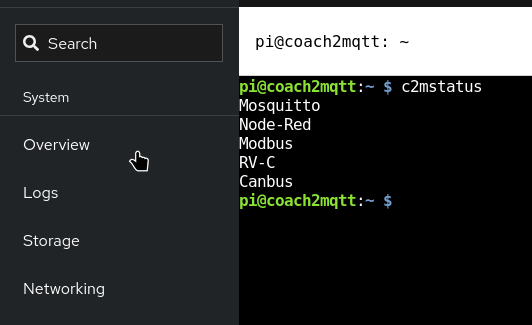 Search
System
Overview
Logs
Storage
Networking
pi@coach2mqtt: ~
pi@coach2mqtt:~ $ c2mstatus
Mosquitto
Node-Red
Modbus
RV-C
Canbus
pi@coach2mqtt:~ $